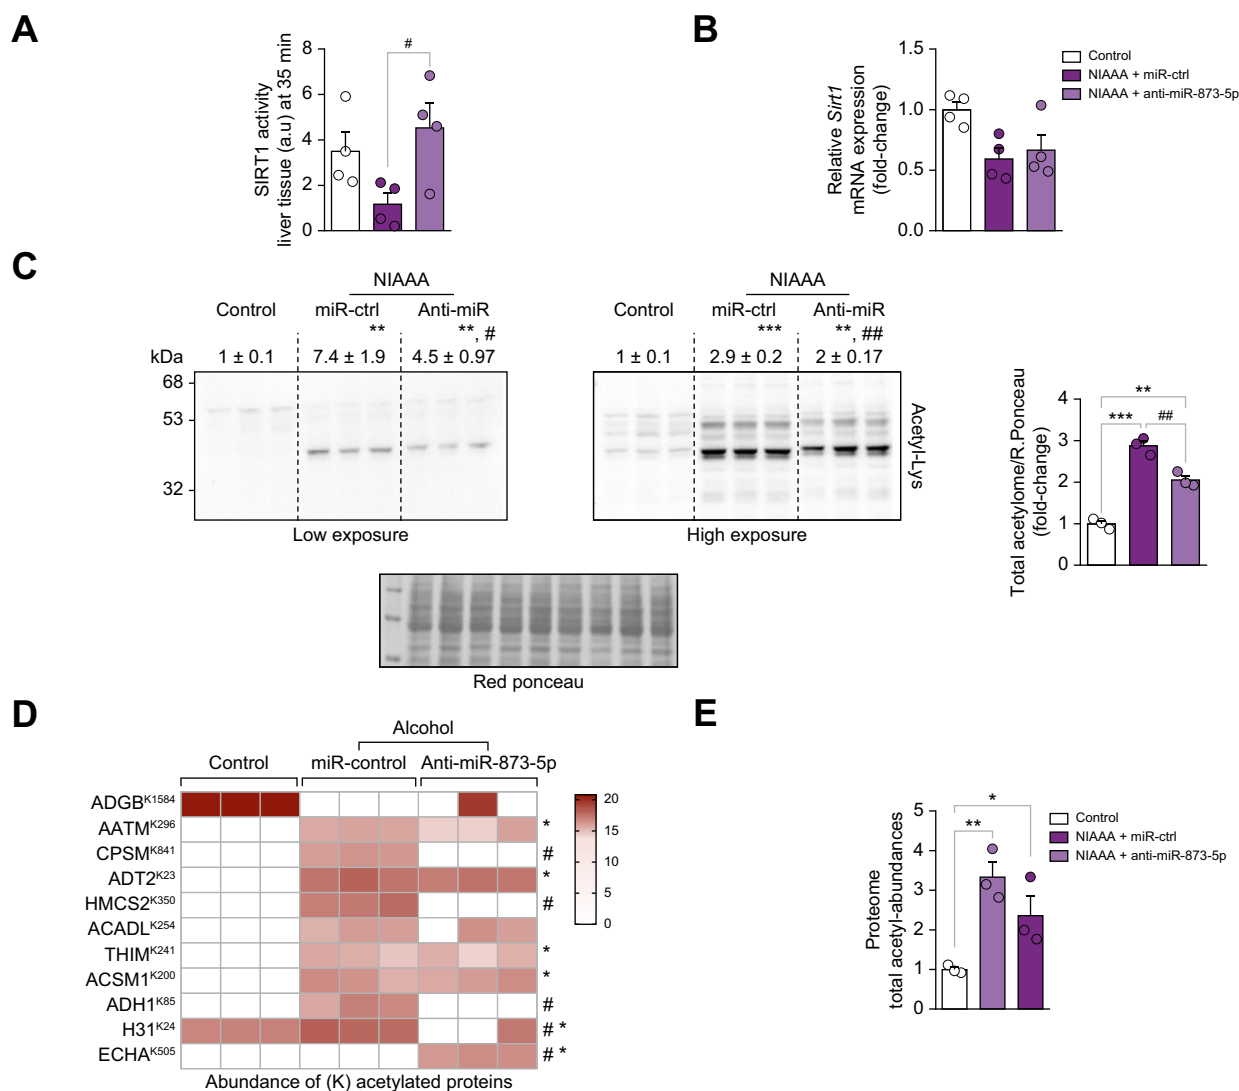 A
SIRT1 activity
liver tissue (a.u) at 35 min
8
6
4
2
0
#
B
Relative Sirt1
mRNA expression
(fold-change)
1.5
1.0
0.5
0.0
Control
NIAAA + miR-ctrl
NIAAA + anti-miR-873-5p
C
NIAAA
Control miR-ctrl Anti-miR
** **, #
kDa 1 ± 0.1 7.4 ± 1.9 4.5 ± 0.97
68
53
32
Low exposure
NIAAA
Control miR-ctrl Anti-miR
*** **, ##
1 ± 0.1 2.9 ± 0.2 2 ± 0.17
Acetyl-Lys
High exposure
Red ponceau
Total acetylome/R.Ponceau
(fold-change)
4
3
2
1
0
**
*** ##
D
Alcohol
Control miR-control Anti-miR-873-5p
ADGBK1584
AATMK296 *
CPSMK841 #
ADT2K23 *
HMCS2K350 #
ACADLK254
THIMK241 *
ACSM1K200 *
ADH1K85 #
H31K24 # *
ECHAK505 # *
Abundance of (K) acetylated proteins
20
15
10
5
0
E
Proteome
total acetyl-abundances
5
4
3
2
1
0
*
**
Control
NIAAA + miR-ctrl
NIAAA + anti-miR-873-5p